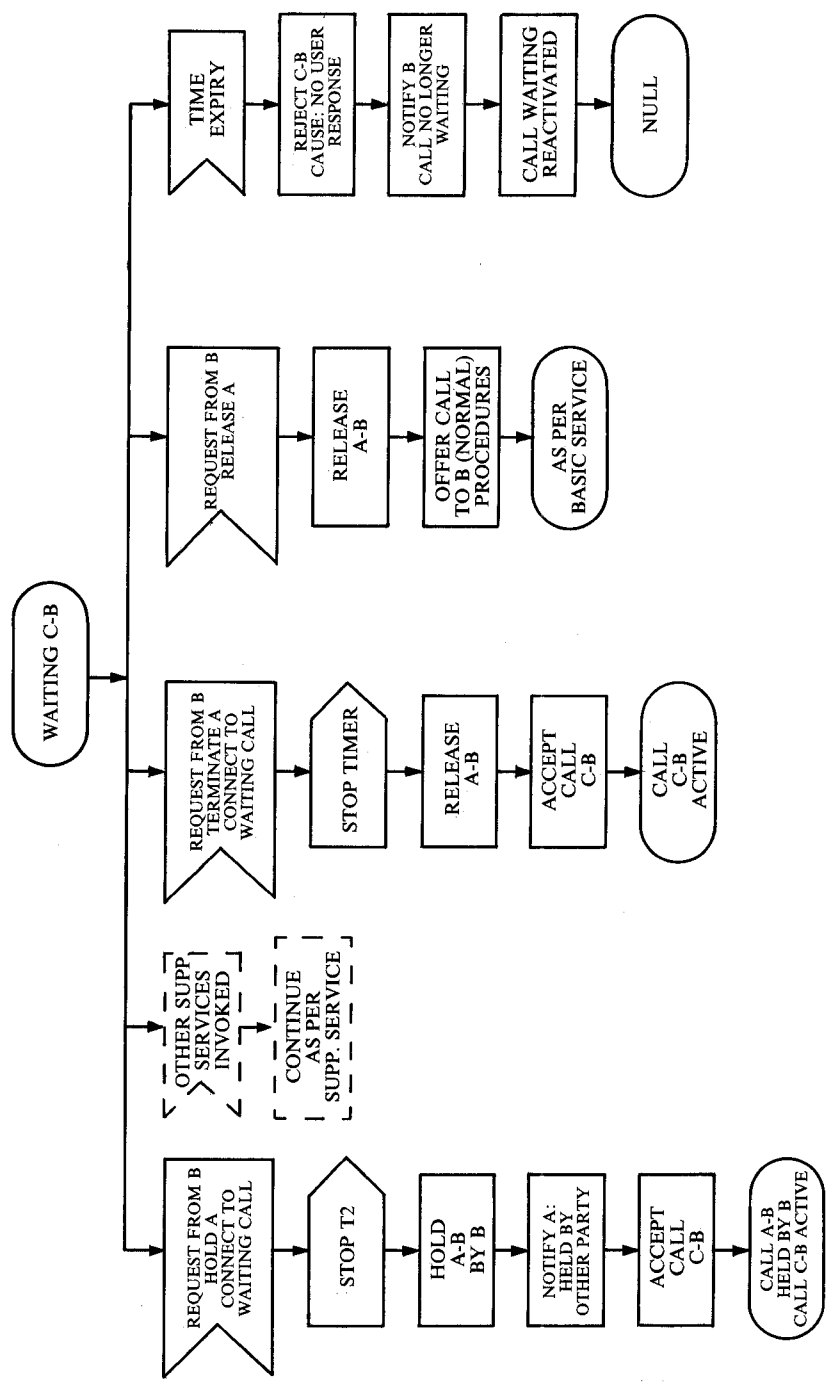 WAITING C-B
REQUEST FROM B
HOLD A
CONNECT TO
WAITING CALL
STOP T2
HOLD
A-B
BY B
NOTIFY A:
HELD BY
OTHER PARTY
ACCEPT
CALL
C-B
CALL A-B
HELD BY B
CALL C-B ACTIVE
OTHER SUPP
SERVICES
INVOKED
CONTINUE
AS PER
SUPP. SERVICE
REQUEST FROM B
TERMINATE A
CONNECT TO
WAITING CALL
STOP TIMER
RELEASE
A-B
ACCEPT
CALL
C-B
CALL
C-B
ACTIVE
REQUEST FROM B
RELEASE A
RELEASE
A-B
OFFER CALL
TO B (NORMAL)
PROCEDURES
AS PER
BASIC SERVICE
TIME
EXPIRY
REJECT C-B
CAUSE: NO USER
RESPONSE
NOTIFY B
CALL NO LONGER
WAITING
CALL WAITING
REACTIVATED
NULL